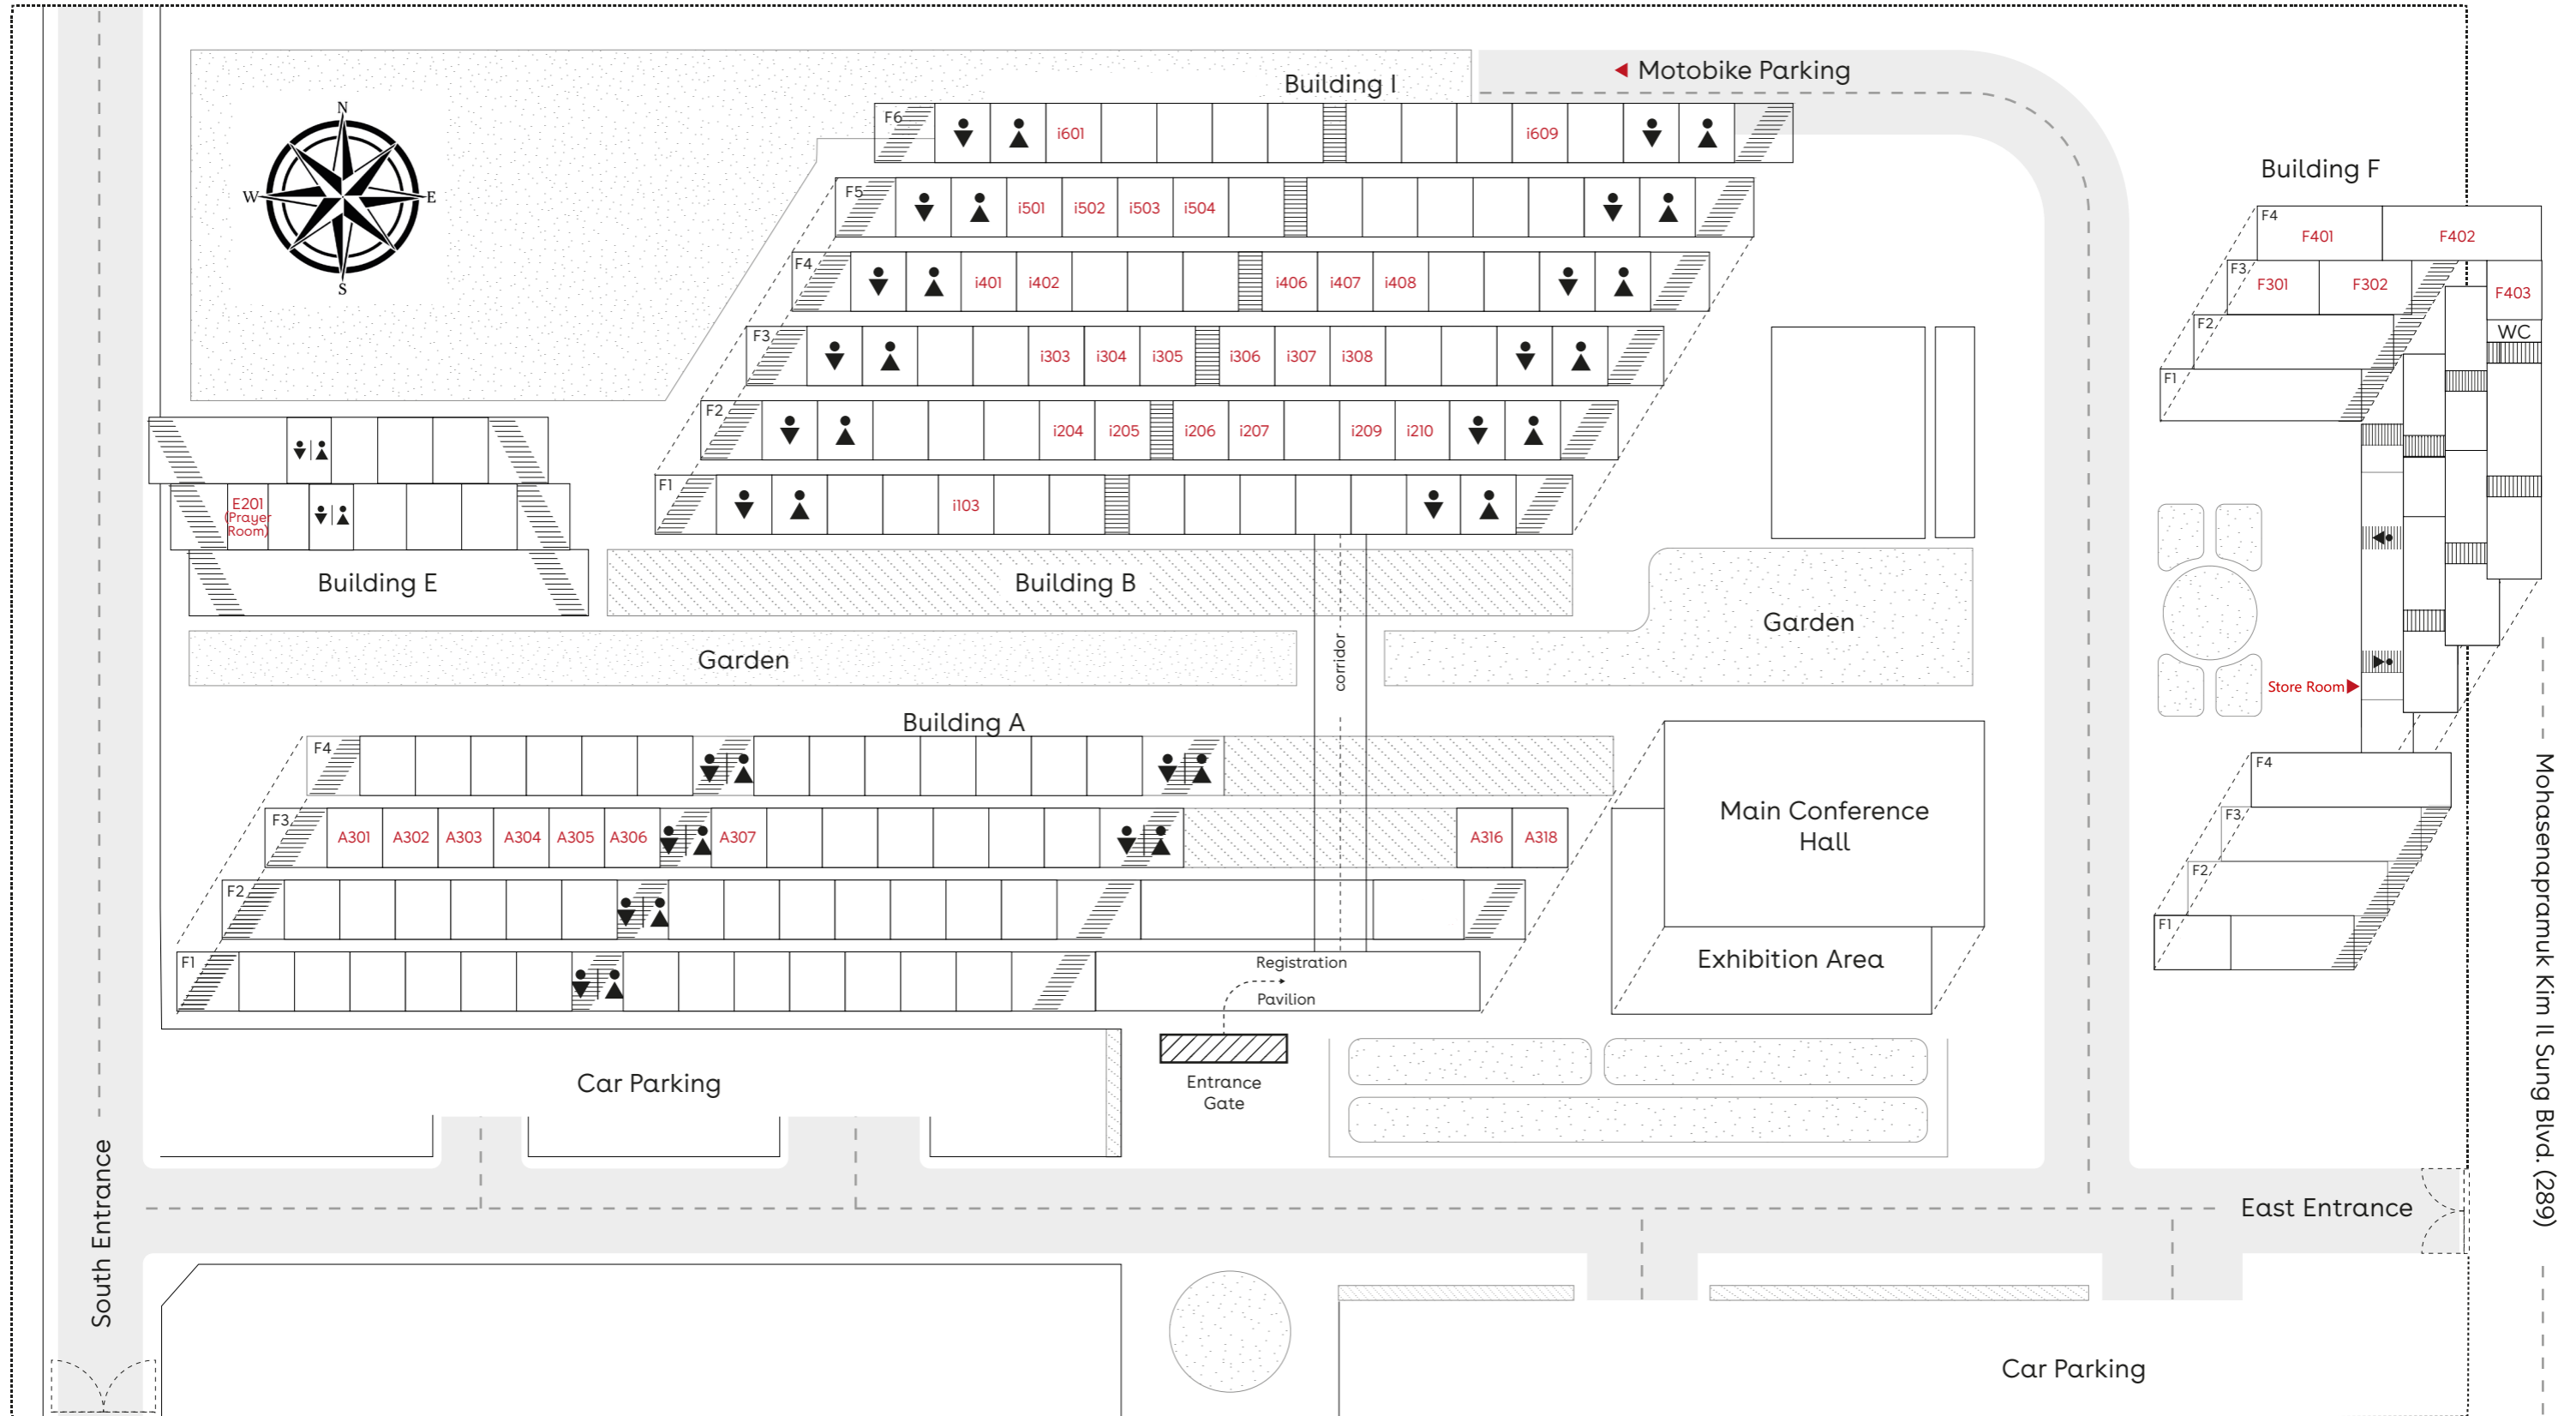 Motobike Parking
Building I
N
W
E
S
F6
i601
i609
F5
i501
i502
i503
i504
F4
i401
i402
i406
i407
i408
F3
i303
i304
i305
i306
i307
i308
F2
i204
i205
i206
i207
i209
i210
F1
i103
Building F
F4
F401
F402
F3
F301
F302
F403
F2
WC
F1
Store Room
F4
F3
F2
F1
E201
(Prayer
Room)
Building E
Building B
Garden
Garden
corridor
Building A
F4
F3
A301
A302
A303
A304
A305
A306
A307
A316
A318
F2
F1
Registration
Pavilion
Main Conference
Hall
Exhibition Area
Entrance
Gate
Car Parking
South Entrance
East Entrance
Mohasenapramuk Kim Il Sung Blvd. (289)
Car Parking